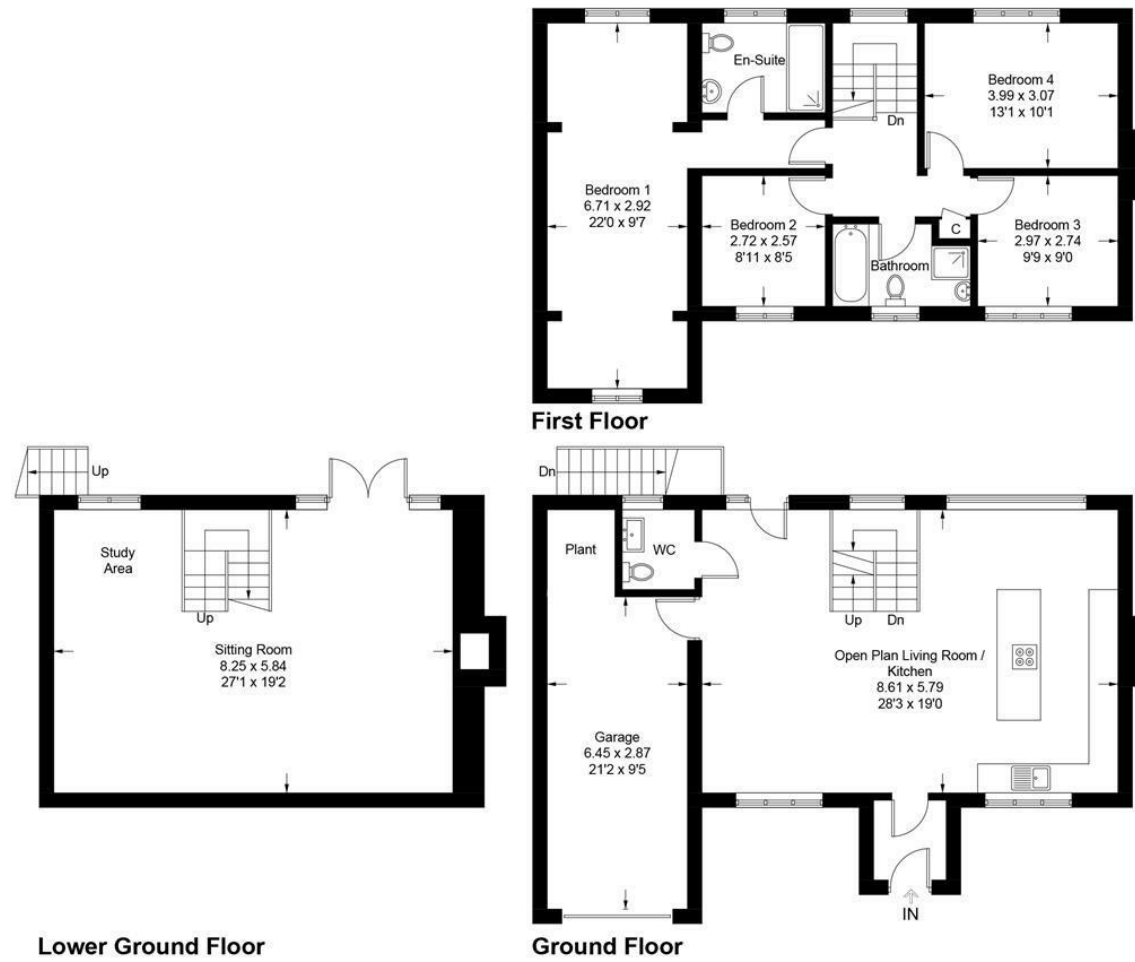 En-Suite
Bedroom 4
3.99 x 3.07
13'1 x 10'1
Dn
Bedroom 1
6.71 x 2.92
22'0 x 9'7
Bedroom 2
2.72 x 2.57
8'11 x 8'5
C
Bedroom 3
2.97 x 2.74
9'9 x 9'0
Bathroom
First Floor
Up
Study
Area
Up
Sitting Room
8.25 x 5.84
27'1 x 19'2
Lower Ground Floor
Dn
Plant
WC
Up
Dn
Open Plan Living Room /
Kitchen
8.61 x 5.79
28'3 x 19'0
Garage
6.45 x 2.87
21'2 x 9'5
IN
Ground Floor